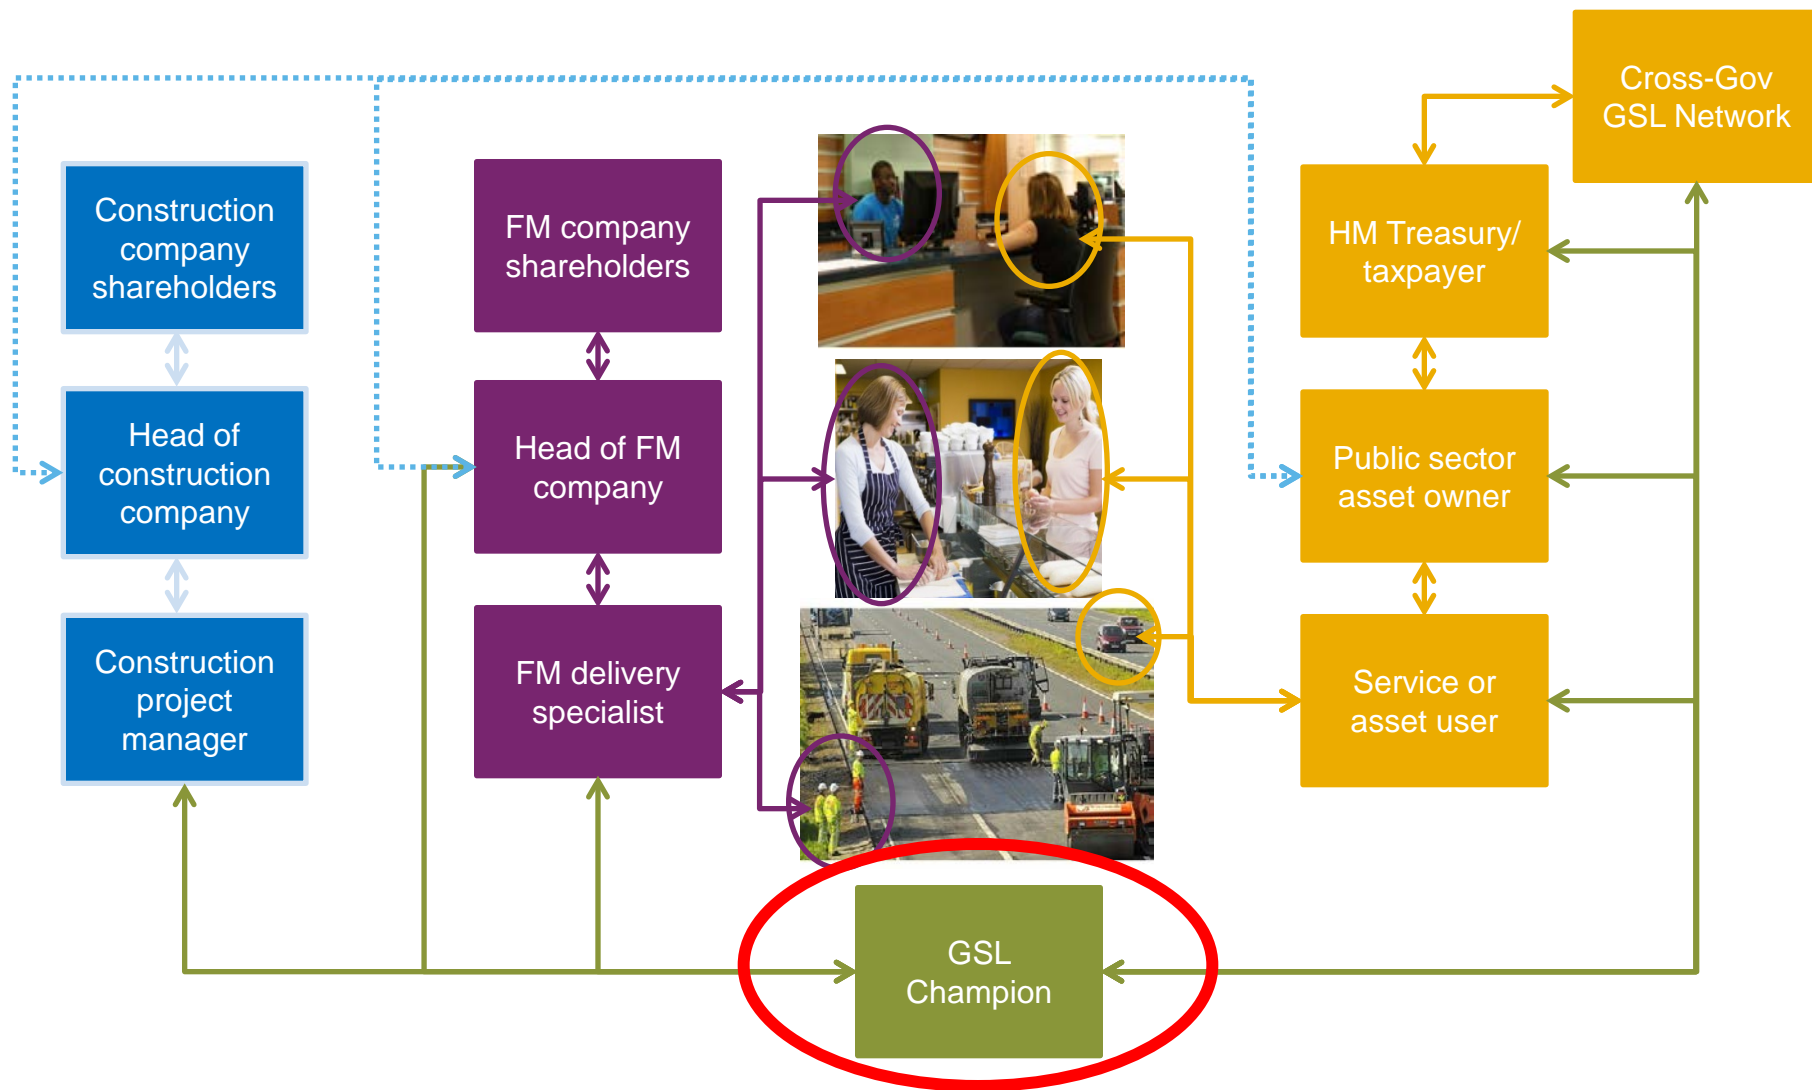 Cross-Gov
GSL Network
Construction
company
shareholders
FM company
shareholders
HM Treasury/
taxpayer
Head of
construction
company
Head of FM
company
Public sector
asset owner
Construction
project
manager
FM delivery
specialist
Service or
asset user
GSL
Champion